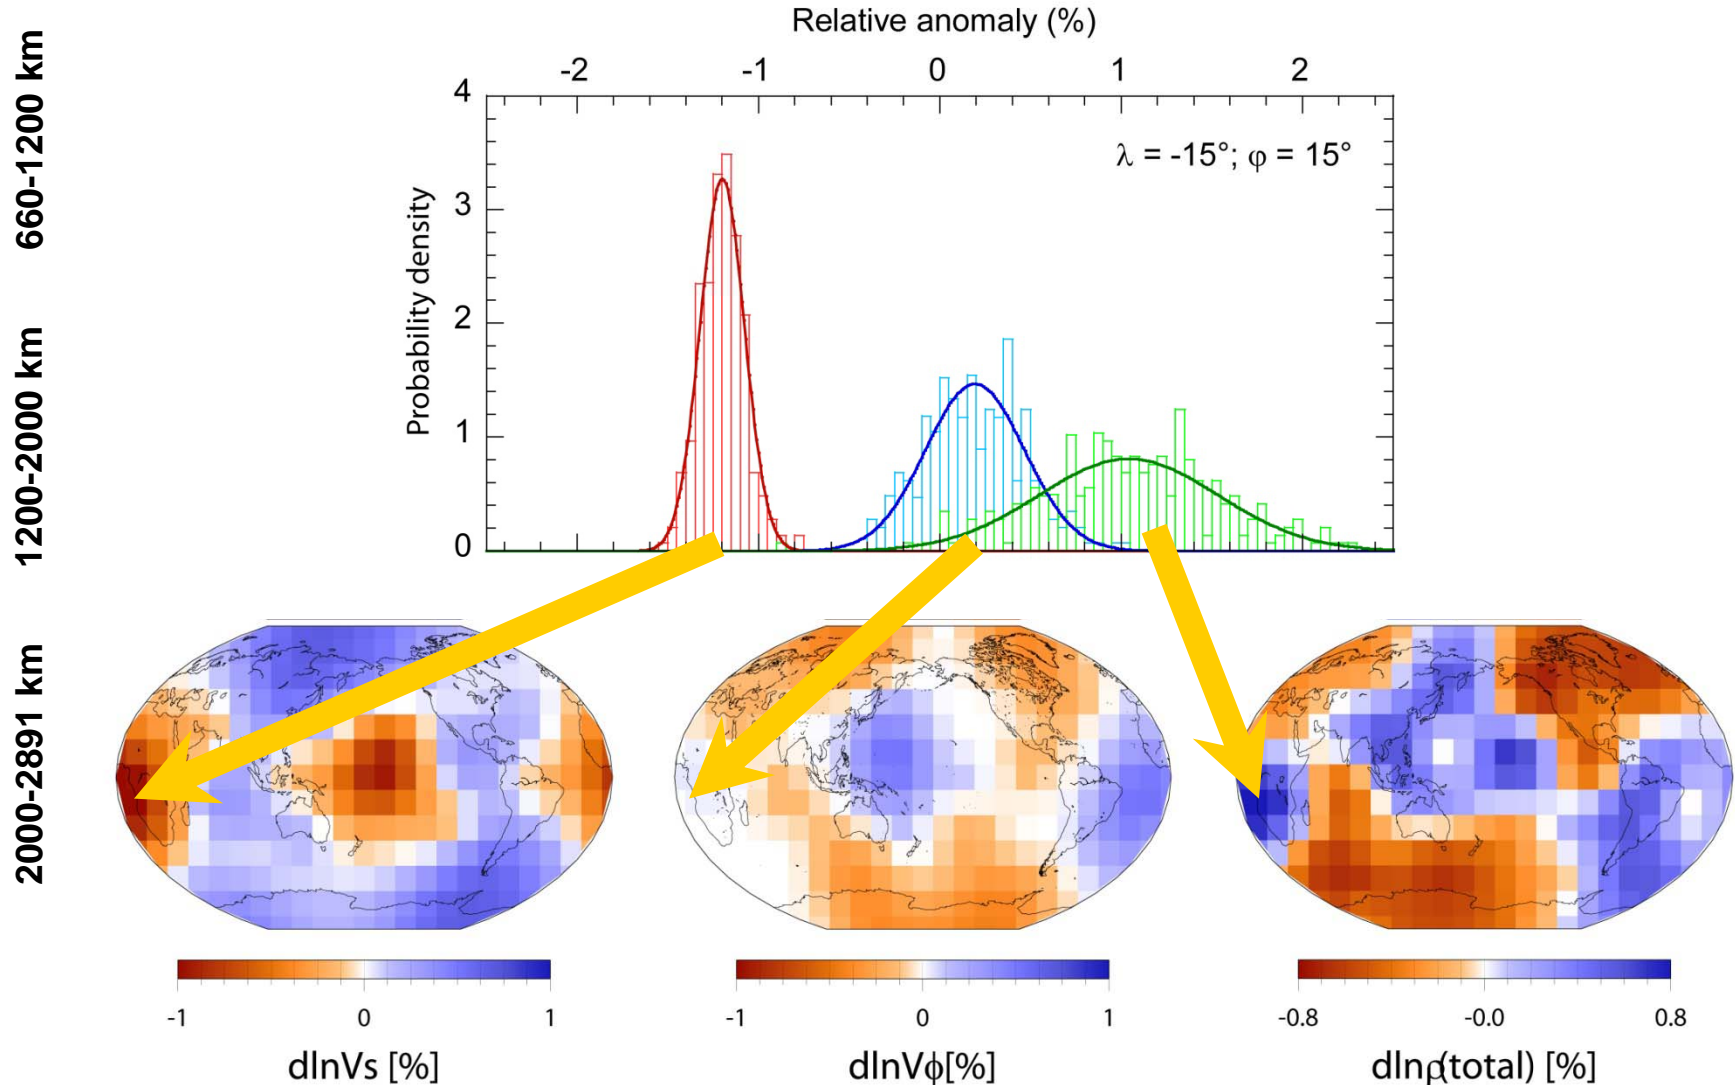 Relative anomaly (%)
-2 -1 0 1 2
4
3
2
1
0
Probability density
λ = -15°; φ = 15°
660-1200 km
1200-2000 km
2000-2891 km
-1 0 1
dlnVs [%]
-1 0 1
dlnVϕ[%]
-0.8 -0.0 0.8
dlnρ(total) [%]